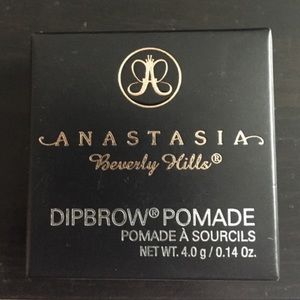 ANASTASIA
Beverly Hills®
DIPBROW® POMADE
POMADE À SOURCILS
NET WT. 4.0 g / 0.14 Oz.